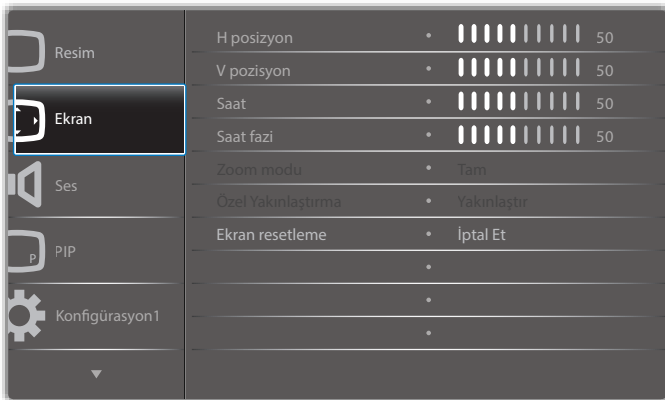 Resim
Ekran
Ses
PIP
Konfigürasyon1
H posizyon • 50
V pozisyon • 50
Saat • 50
Saat fazi • 50
Zoom modu • Tam
Özel Yakınlaştırma • Yakınlaştır
Ekran resetleme • İptal Et
•
•
•
P